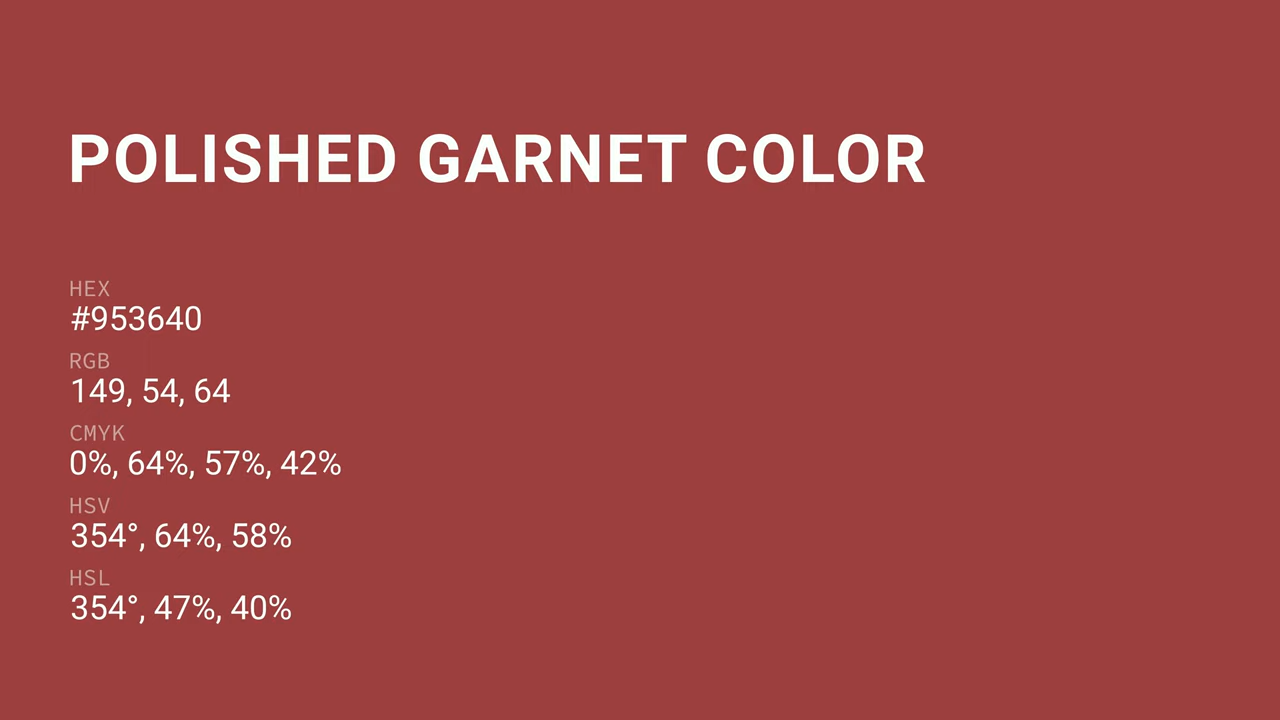 POLISHED GARNET COLOR
HEX
#953640
RGB
149, 54, 64
CMYK
0%, 64%, 57%, 42%
HSV
354°, 64%, 58%
HSL
354°, 47%, 40%